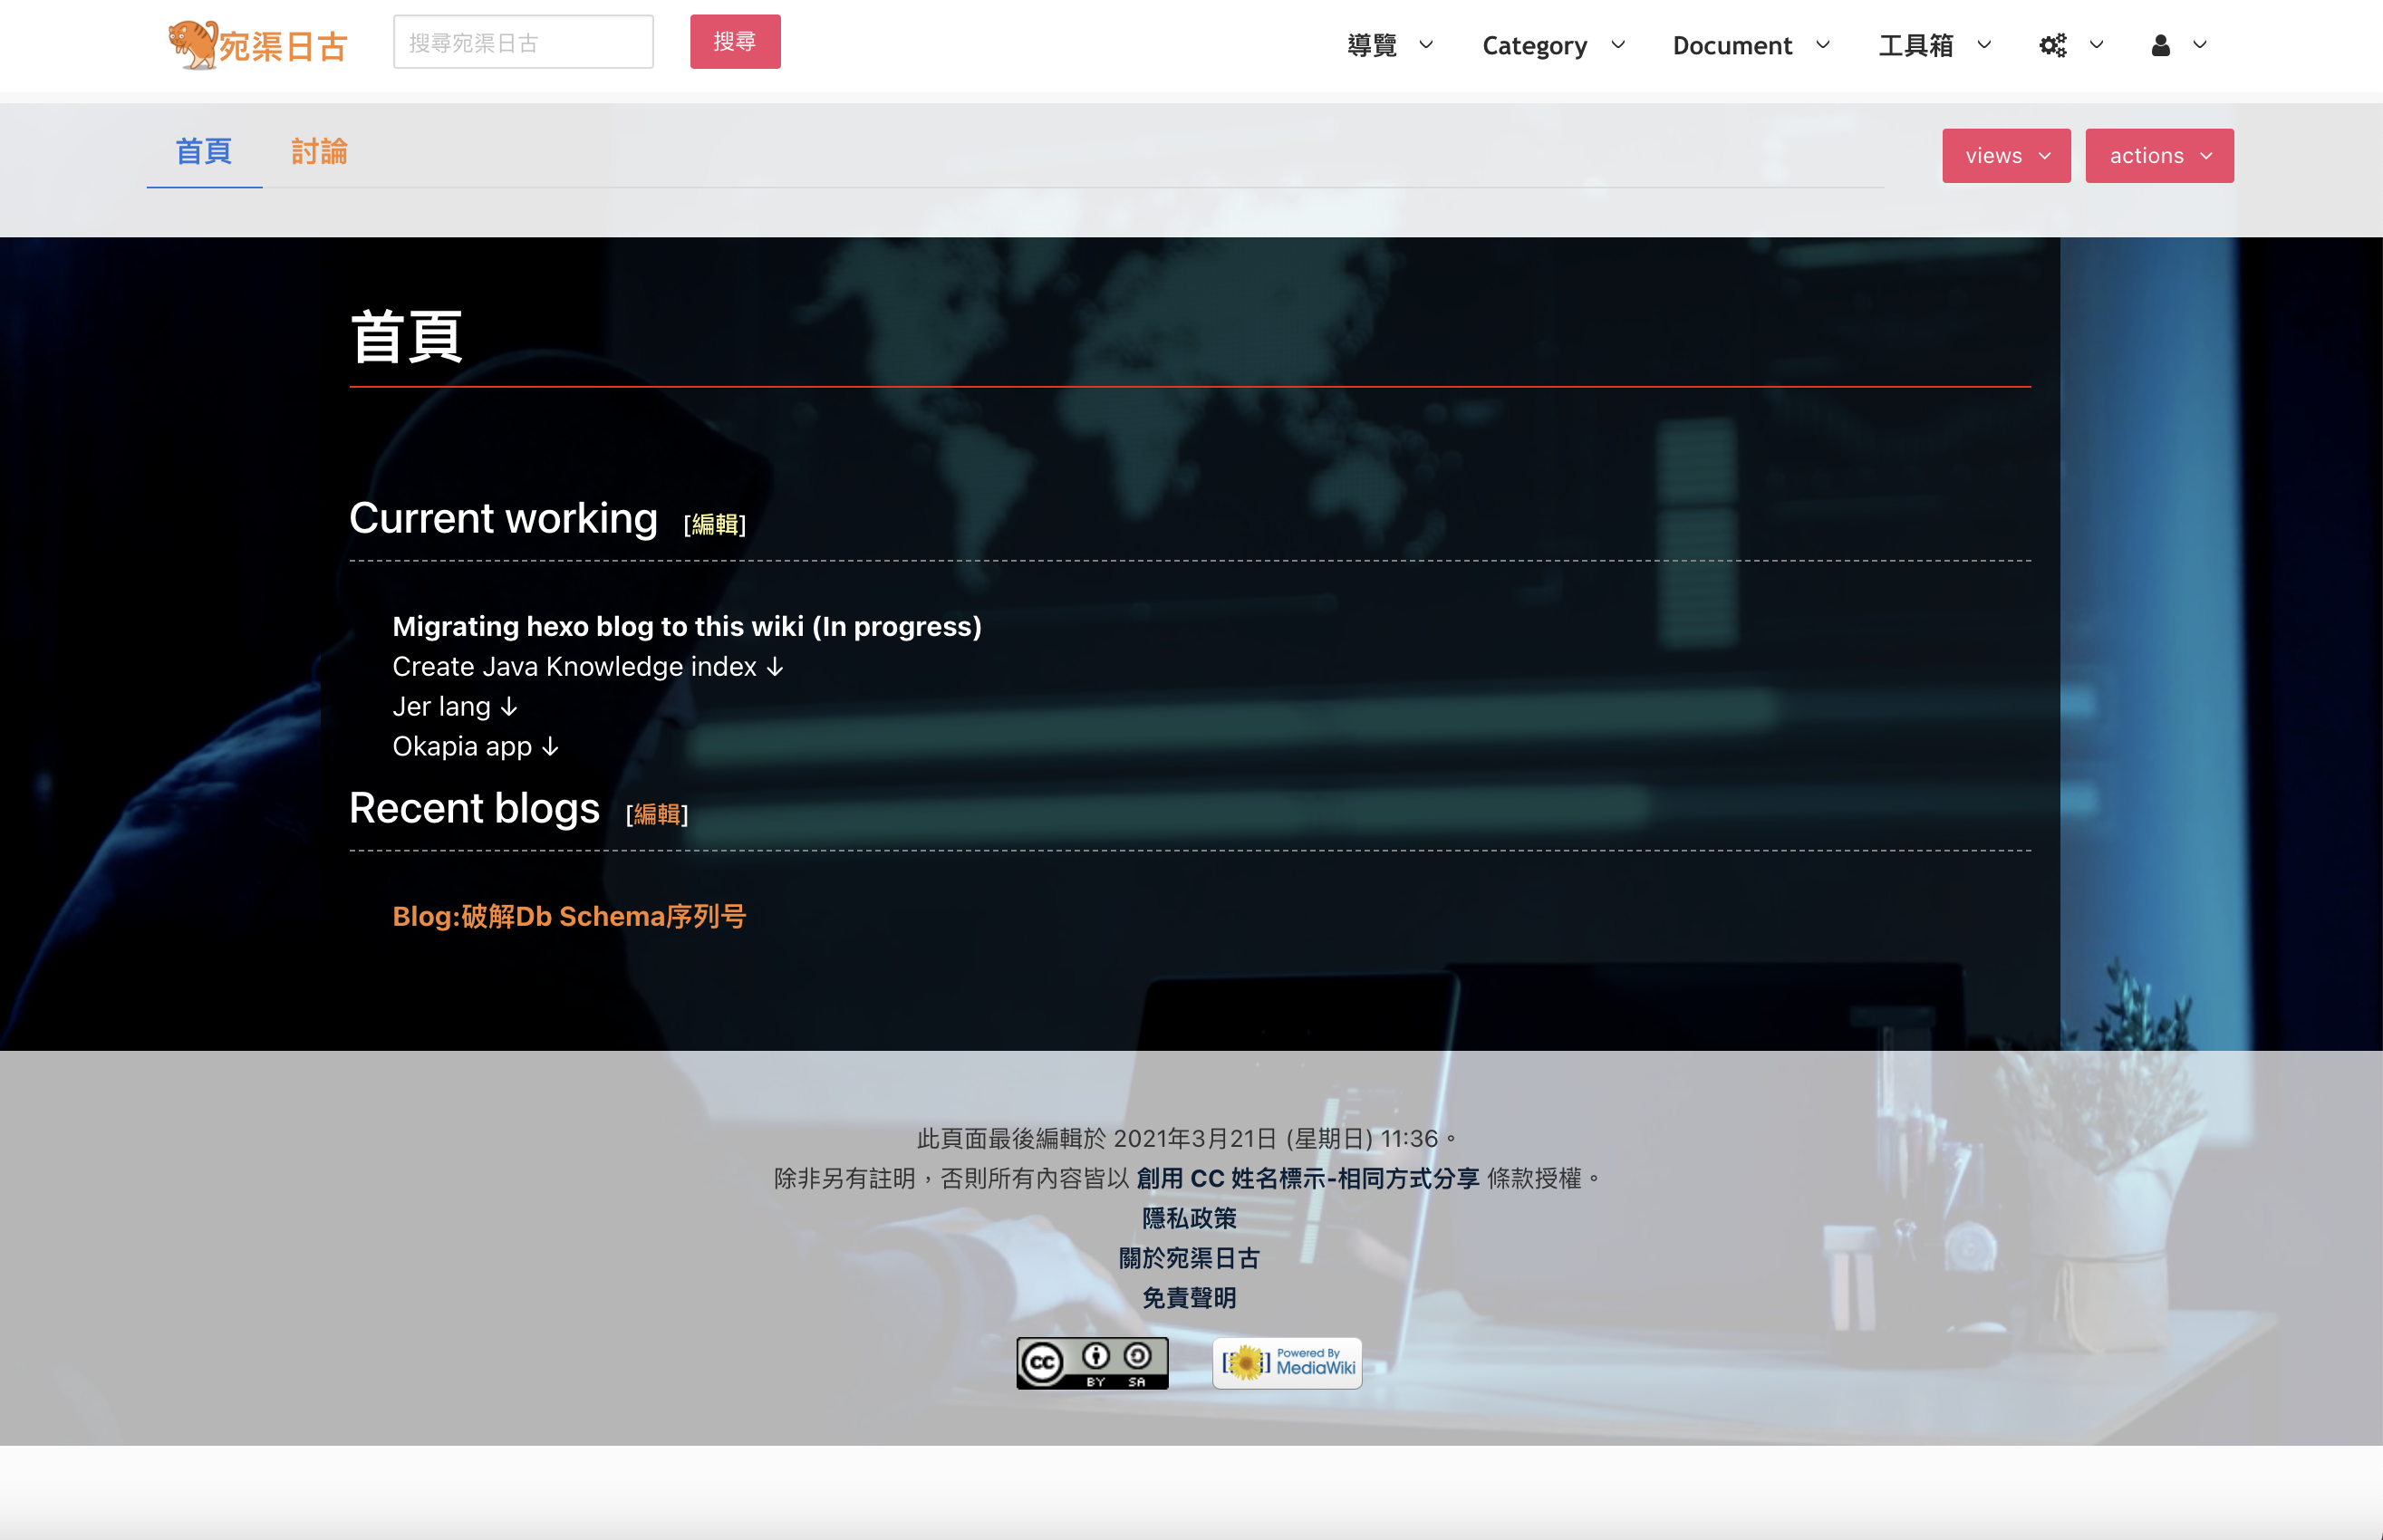 宛渠日古
搜尋宛渠日古
搜尋
導覽
Category
Document
工具箱
首頁
討論
views
actions
首頁
Current working [編輯]
Migrating hexo blog to this wiki (In progress)
Create Java Knowledge index ↓
Jer lang ↓
Okapia app ↓
Recent blogs [編輯]
Blog:破解Db Schema序列号
此頁面最後編輯於 2021年3月21日 (星期日) 11:36。
除非另有註明，否則所有內容皆以 創用 CC 姓名標示-相同方式分享 條款授權。
隱私政策
關於宛渠日古
免責聲明
cc BY SA
Powered By
MediaWiki